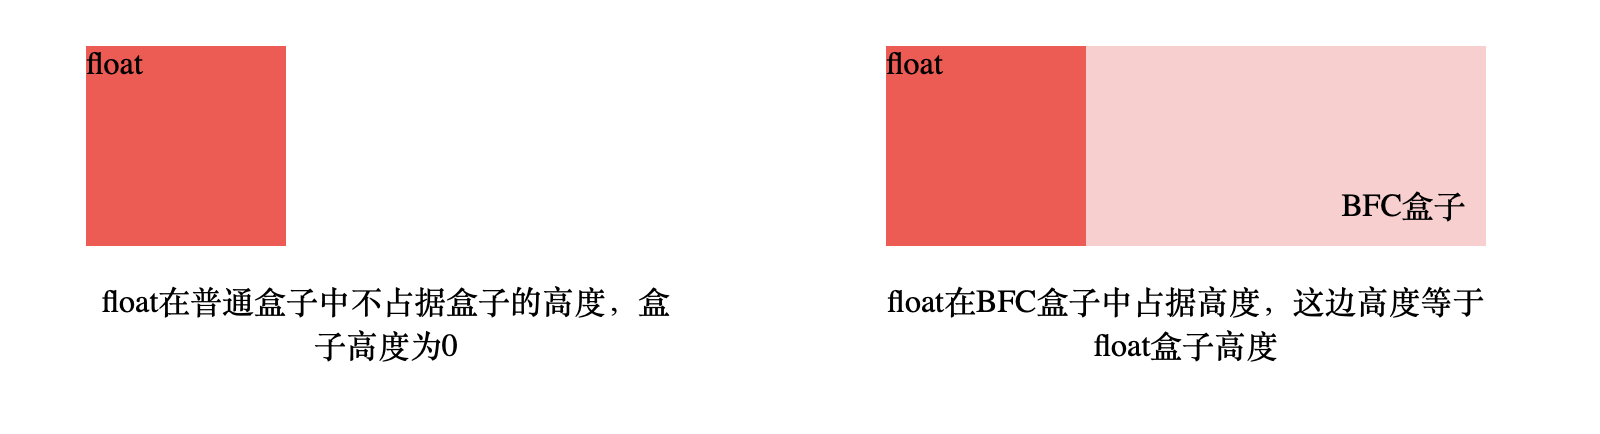 float
float在普通盒子中不占据盒子的高度，盒
子高度为0
float
BFC盒子
float在BFC盒子中占据高度，这边高度等于
float盒子高度